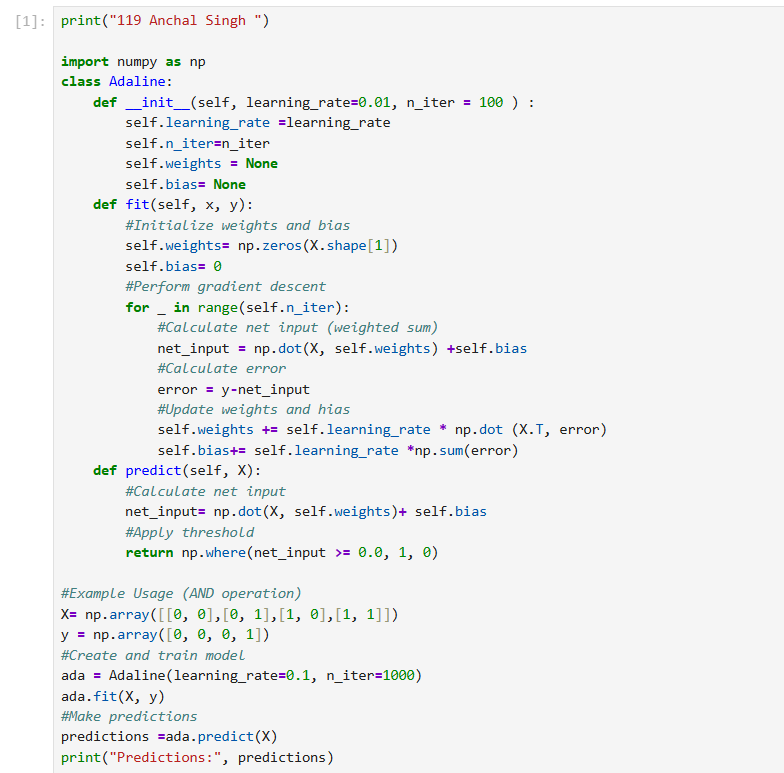 [1]: print("119 Anchal Singh ")
import numpy as np
class Adaline:
    def __init__(self, learning_rate=0.01, n_iter = 100 ) :
        self.learning_rate =learning_rate
        self.n_iter=n_iter
        self.weights = None
        self.bias= None
    def fit(self, x, y):
        #Initialize weights and bias
        self.weights= np.zeros(X.shape[1])
        self.bias= 0
        #Perform gradient descent
        for _ in range(self.n_iter):
            #Calculate net input (weighted sum)
            net_input = np.dot(X, self.weights) +self.bias
            #Calculate error
            error = y-net_input
            #Update weights and hias
            self.weights += self.learning_rate * np.dot (X.T, error)
            self.bias+= self.learning_rate *np.sum(error)
    def predict(self, X):
        #Calculate net input
        net_input= np.dot(X, self.weights)+ self.bias
        #Apply threshold
        return np.where(net_input >= 0.0, 1, 0)
#Example Usage (AND operation)
X= np.array([[0, 0],[0, 1],[1, 0],[1, 1]])
y = np.array([0, 0, 0, 1])
#Create and train model
ada = Adaline(learning_rate=0.1, n_iter=1000)
ada.fit(X, y)
#Make predictions
predictions =ada.predict(X)
print("Predictions:", predictions)